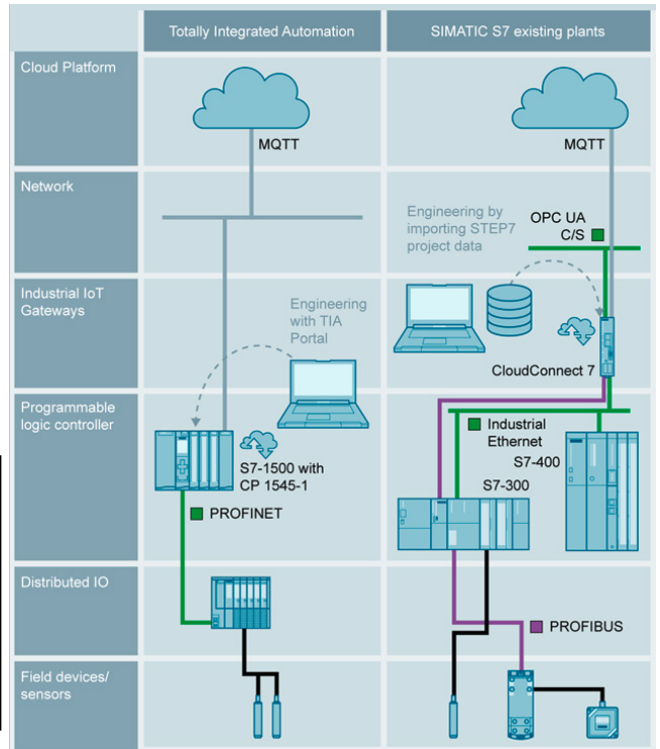 Totally Integrated Automation
SIMATIC S7 existing plants
Cloud Platform
MQTT
MQTT
Network
Engineering by
importing STEP7
project data
OPC UA
C/S
Industrial IoT
Gateways
Engineering
with TIA
Portal
CloudConnect 7
Programmable
logic controller
S7-1500 with
CP 1545-1
PROFINET
Industrial
Ethernet
S7-400
S7-300
Distributed IO
PROFIBUS
Field devices/
sensors